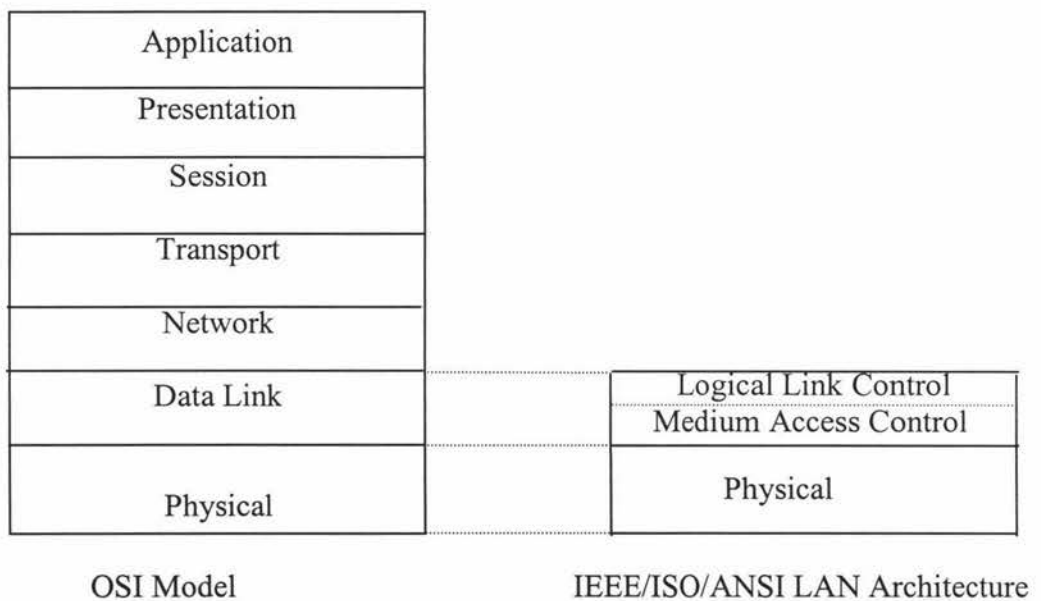 Application
Presentation
Session
Transport
Network
Data Link
Physical
Logical Link Control
Medium Access Control
Physical
OSI Model
IEEE/ISO/ANSI LAN Architecture